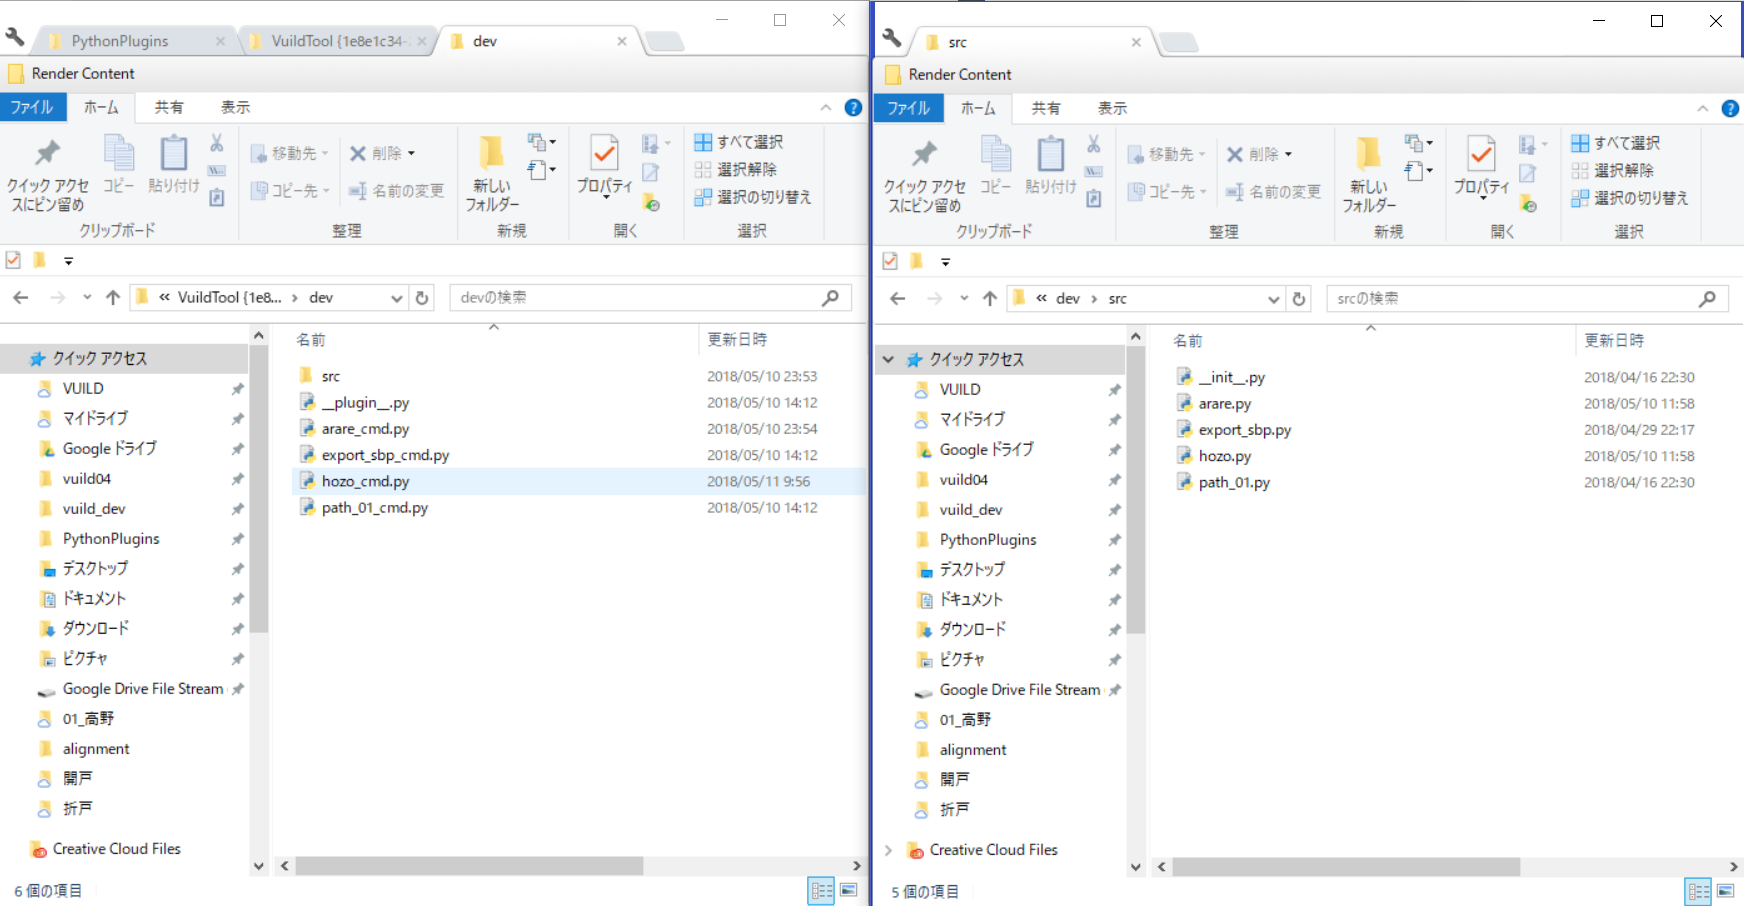 PythonPlugins
VuildTool {1e8e1c34-
dev
Render Content
ファイル
ホーム
共有
表示
クイック アクセスにピン留め
コピー
貼り付け
クリップボード
移動先
コピー先
削除
名前の変更
整理
新しいフォルダー
新規
プロパティ
開く
すべて選択
選択解除
選択の切り替え
選択
« VuildTool {1e8... › dev
devの検索
クイック アクセス
VUILD
マイドライブ
Google ドライブ
vuild04
vuild_dev
PythonPlugins
デスクトップ
ドキュメント
ダウンロード
ピクチャ
Google Drive File Stream
01_高野
alignment
開戸
折戸
Creative Cloud Files
名前 更新日時
src 2018/05/10 23:53
__plugin__.py 2018/05/10 14:12
arare_cmd.py 2018/05/10 23:54
export_sbp_cmd.py 2018/05/10 14:12
hozo_cmd.py 2018/05/11 9:56
path_01_cmd.py 2018/05/10 14:12
6 個の項目
src
Render Content
ファイル
ホーム
共有
表示
クイック アクセスにピン留め
コピー
貼り付け
クリップボード
移動先
コピー先
削除
名前の変更
整理
新しいフォルダー
新規
プロパティ
開く
すべて選択
選択解除
選択の切り替え
選択
« dev › src
srcの検索
クイック アクセス
VUILD
マイドライブ
Google ドライブ
vuild04
vuild_dev
PythonPlugins
デスクトップ
ドキュメント
ダウンロード
ピクチャ
Google Drive File Stream
01_高野
alignment
開戸
折戸
Creative Cloud Files
名前 更新日時
__init__.py 2018/04/16 22:30
arare.py 2018/05/10 11:58
export_sbp.py 2018/04/29 22:17
hozo.py 2018/05/10 11:58
path_01.py 2018/04/16 22:30
5 個の項目